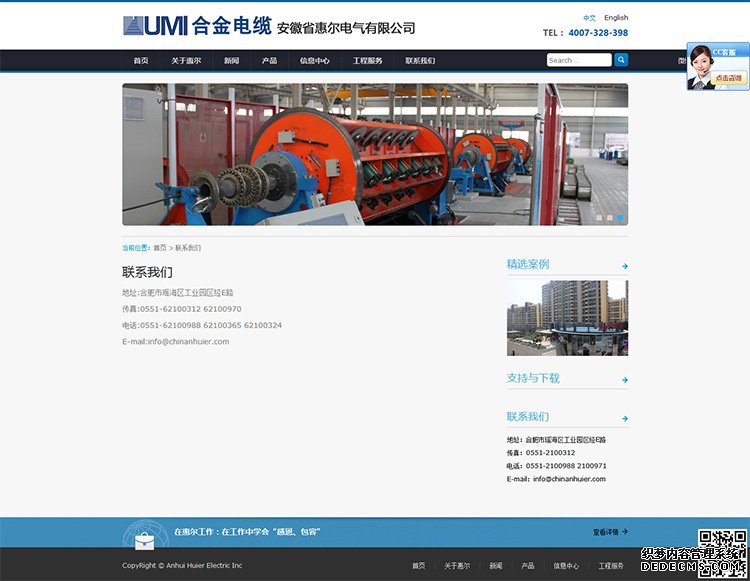 中文 English
UMI 合金电缆 安徽省惠尔电气有限公司
TEL： 4007-328-398
首页 关于惠尔 新闻 产品 信息中心 工程服务 联系我们 Search ...
CC客服
点击咨询
当前位置： 首页 > 联系我们
联系我们
地址:合肥市瑶海区工业园区经E路
传真:0551-62100312 62100970
电话:0551-62100988 62100365 62100324
E-mail:info@chinanhuier.com
精选案例
支持与下载
联系我们
地址：合肥市瑶海区工业园区经E路
传真：0551-2100312
电话：0551-2100988 2100971
E-mail：info@chinanhuier.com
在惠尔工作：在工作中学会“感恩、包容”
查看详情
CopyRight © Anhui Huier Electric Inc
首页 关于惠尔 新闻 产品 信息中心 工程服务
织梦内容管理系统
DEDECMS.COM